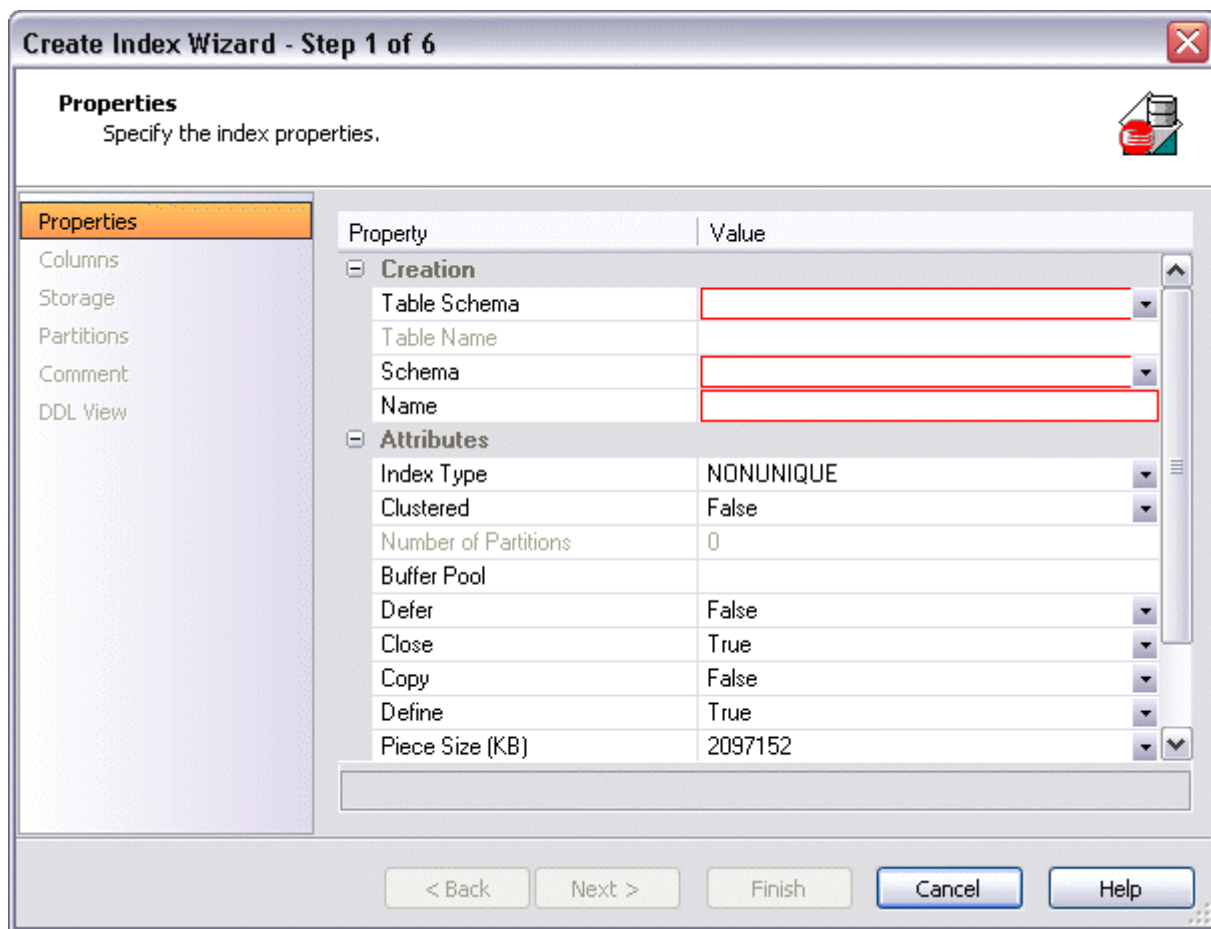 Create Index Wizard - Step 1 of 6
Properties
Specify the index properties.
Properties
Columns
Storage
Partitions
Comment
DDL View
Property Value
Creation
Table Schema
Table Name
Schema
Name
Attributes
Index Type NONUNIQUE
Clustered False
Number of Partitions 0
Buffer Pool
Defer False
Close True
Copy False
Define True
Piece Size (KB) 2097152
< Back Next > Finish Cancel Help